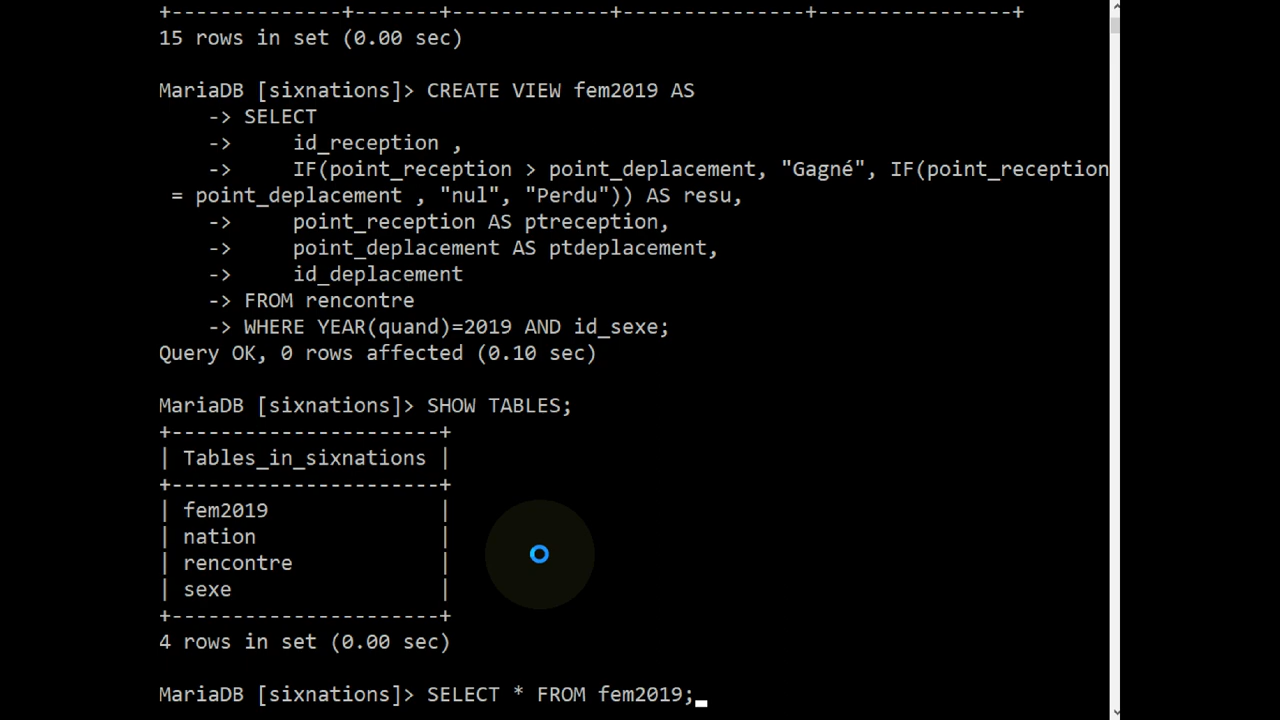 +--------------+-------+-------------+---------------+----------------+
15 rows in set (0.00 sec)
MariaDB [sixnations]> CREATE VIEW fem2019 AS
    -> SELECT
    ->     id_reception ,
    ->     IF(point_reception > point_deplacement, "Gagné", IF(point_reception
 = point_deplacement , "nul", "Perdu")) AS resu,
    ->     point_reception AS ptreception,
    ->     point_deplacement AS ptdeplacement,
    ->     id_deplacement
    -> FROM rencontre
    -> WHERE YEAR(quand)=2019 AND id_sexe;
Query OK, 0 rows affected (0.10 sec)
MariaDB [sixnations]> SHOW TABLES;
+----------------------+
| Tables_in_sixnations |
+----------------------+
| fem2019              |
| nation               |
| rencontre            |
| sexe                 |
+----------------------+
4 rows in set (0.00 sec)
MariaDB [sixnations]> SELECT * FROM fem2019;